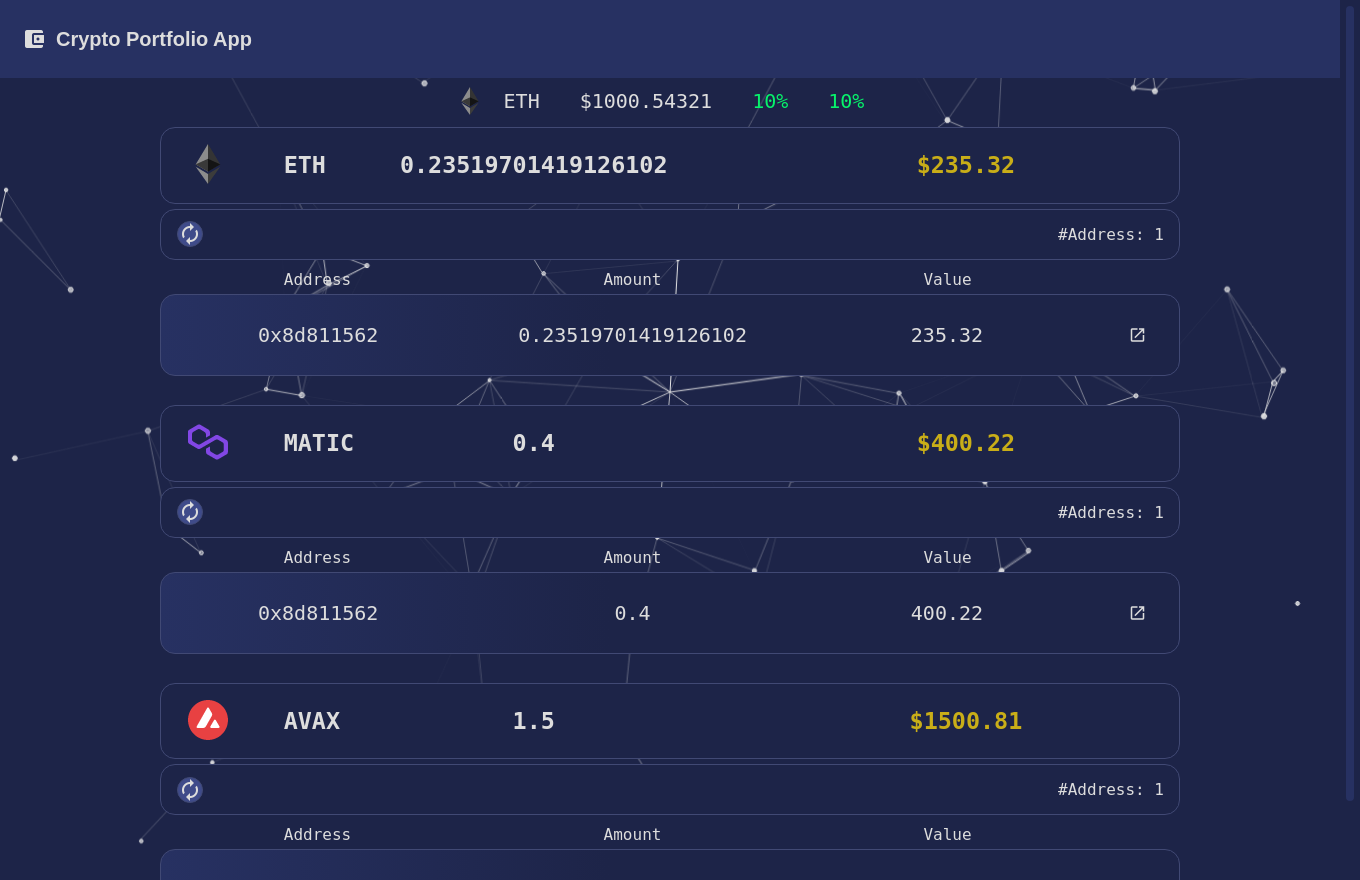 Crypto Portfolio App
ETH $1000.54321 10% 10%
ETH 0.23519701419126102 $235.32
#Address: 1
Address Amount Value
0x8d811562 0.23519701419126102 235.32
MATIC 0.4 $400.22
#Address: 1
Address Amount Value
0x8d811562 0.4 400.22
AVAX 1.5 $1500.81
#Address: 1
Address Amount Value